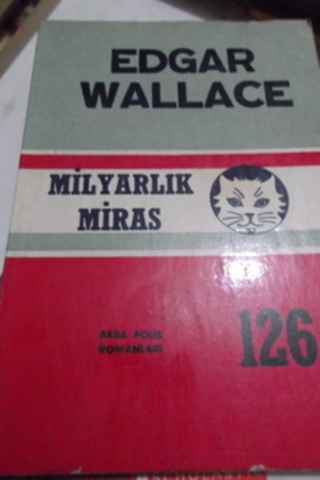 EDGAR
WALLACE
MİLYARLIK
MİRAS
AKBA POLİS
ROMANLARI
126